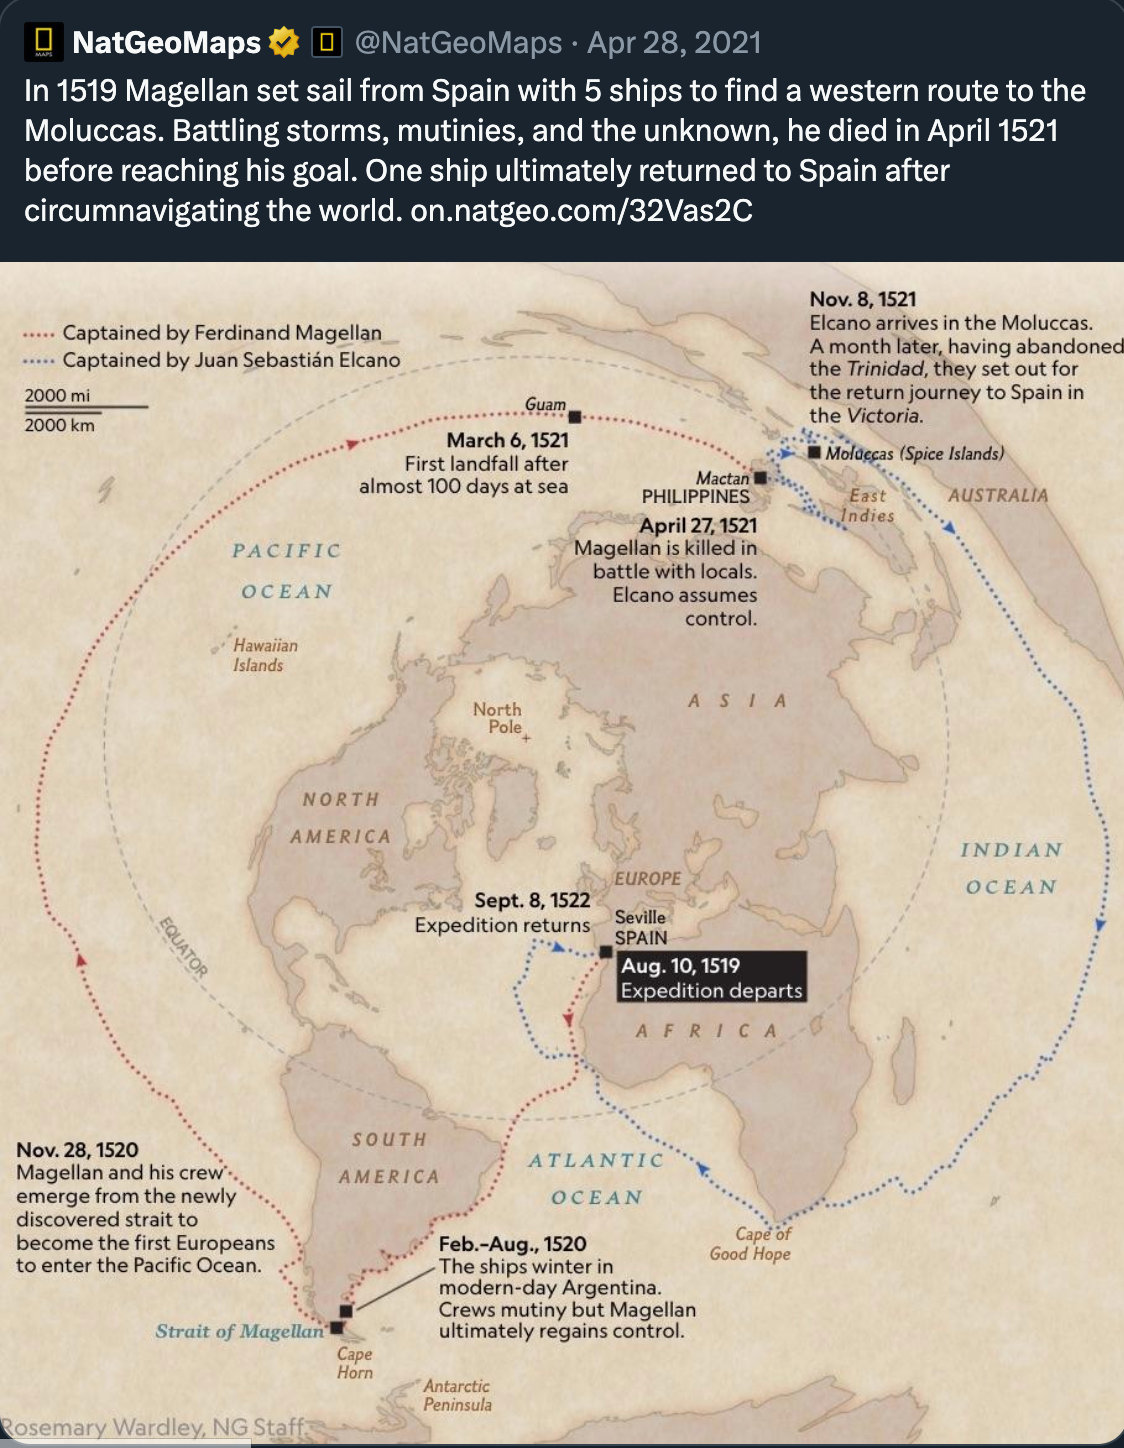 NatGeoMaps @NatGeoMaps · Apr 28, 2021
In 1519 Magellan set sail from Spain with 5 ships to find a western route to the
Moluccas. Battling storms, mutinies, and the unknown, he died in April 1521
before reaching his goal. One ship ultimately returned to Spain after
circumnavigating the world. on.natgeo.com/32Vas2C
Captained by Ferdinand Magellan
Captained by Juan Sebastián Elcano
2000 mi
2000 km
Nov. 8, 1521
Elcano arrives in the Moluccas.
A month later, having abandoned
the Trinidad, they set out for
the return journey to Spain in
the Victoria.
Guam
March 6, 1521
First landfall after
almost 100 days at sea
Moluccas (Spice Islands)
Mactan
PHILIPPINES
East
Indies
AUSTRALIA
April 27, 1521
Magellan is killed in
battle with locals.
Elcano assumes
control.
PACIFIC
OCEAN
Hawaiian
Islands
North
Pole
ASIA
NORTH
AMERICA
INDIAN
OCEAN
EUROPE
Sept. 8, 1522
Expedition returns
Seville
SPAIN
Aug. 10, 1519
Expedition departs
EQUATOR
AFRICA
SOUTH
AMERICA
ATLANTIC
OCEAN
Nov. 28, 1520
Magellan and his crew
emerge from the newly
discovered strait to
become the first Europeans
to enter the Pacific Ocean.
Cape of
Good Hope
Feb.–Aug., 1520
The ships winter in
modern-day Argentina.
Crews mutiny but Magellan
ultimately regains control.
Strait of Magellan
Cape
Horn
Antarctic
Peninsula
Rosemary Wardley, NG Staff